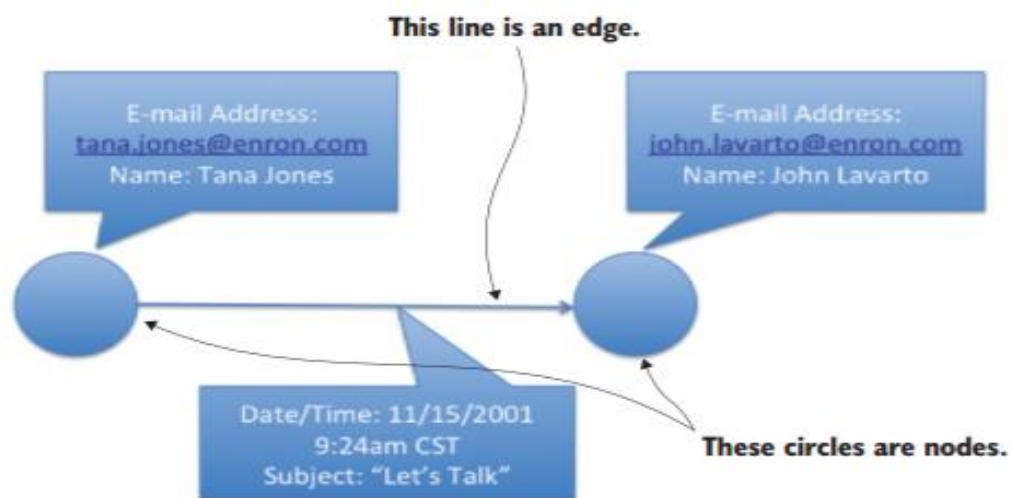 This line is an edge.
E-mail Address:
tana.jones@enron.com
Name: Tana Jones
E-mail Address:
john.lavarto@enron.com
Name: John Lavarto
Date/Time: 11/15/2001
9:24am CST
Subject: “Let’s Talk”
These circles are nodes.